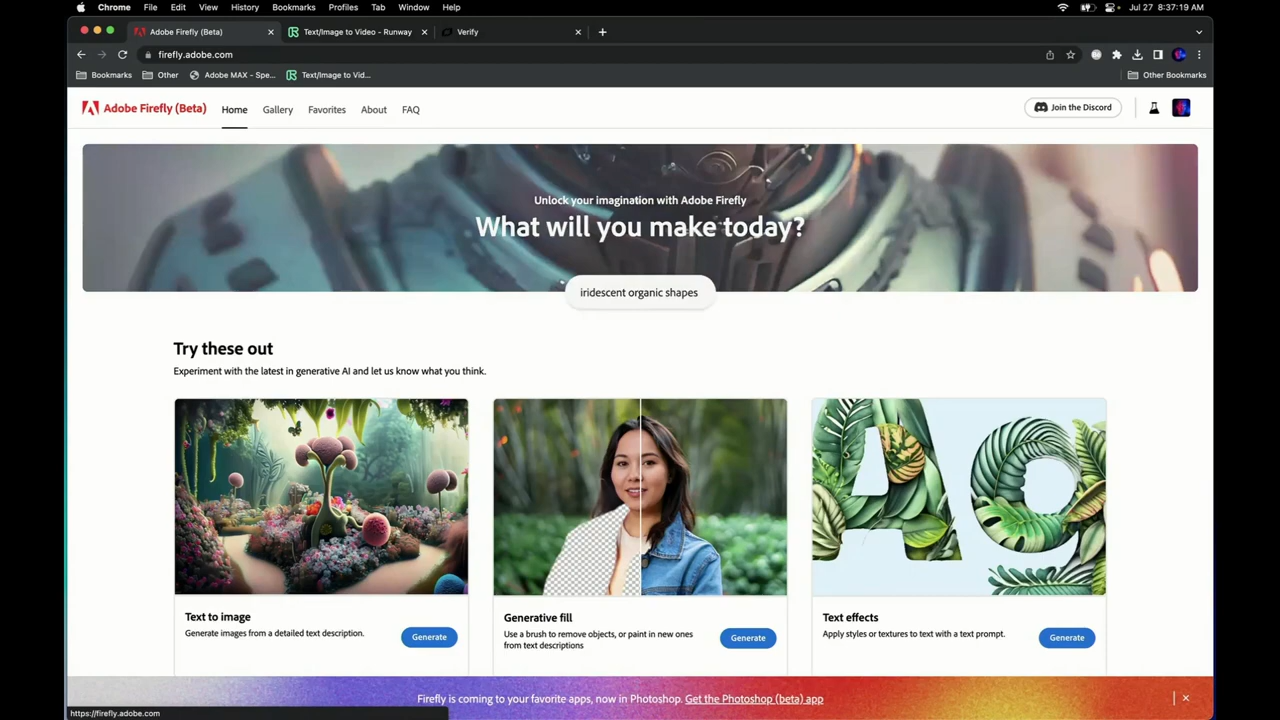 Chrome File Edit View History Bookmarks Profiles Tab Window Help Jul 27 8:37:19 AM
Adobe Firefly (Beta) Text/Image to Video - Runway Verify
firefly.adobe.com
Bookmarks Other Adobe MAX - Spe... Text/Image to Vid... Other Bookmarks
Adobe Firefly (Beta) Home Gallery Favorites About FAQ Join the Discord
Unlock your imagination with Adobe Firefly
What will you make today?
iridescent organic shapes
Try these out
Experiment with the latest in generative AI and let us know what you think.
Text to image
Generate images from a detailed text description.
Generate
Generative fill
Use a brush to remove objects, or paint in new ones
from text descriptions
Generate
Text effects
Apply styles or textures to text with a text prompt.
Generate
Firefly is coming to your favorite apps, now in Photoshop. Get the Photoshop (beta) app
https://firefly.adobe.com